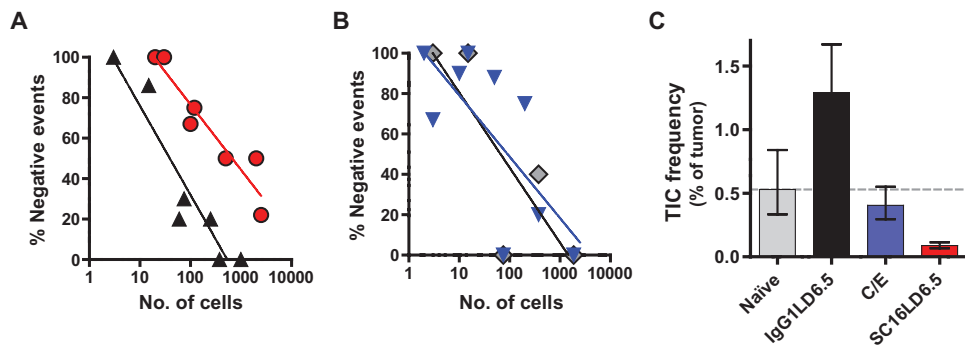 A
% Negative events
100
80
60
40
20
0
1
10
100
1000
10000
No. of cells
B
% Negative events
100
80
60
40
20
0
1
10
100
1000
10000
No. of cells
C
TIC frequency
(% of tumor)
1.5
1.0
0.5
0.0
Naïve
IgG1LD6.5
C/E
SC16LD6.5